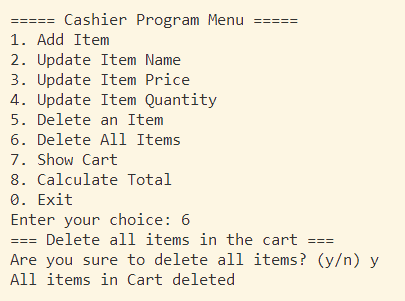 ===== Cashier Program Menu =====
1. Add Item
2. Update Item Name
3. Update Item Price
4. Update Item Quantity
5. Delete an Item
6. Delete All Items
7. Show Cart
8. Calculate Total
0. Exit
Enter your choice: 6
=== Delete all items in the cart ===
Are you sure to delete all items? (y/n) y
All items in Cart deleted